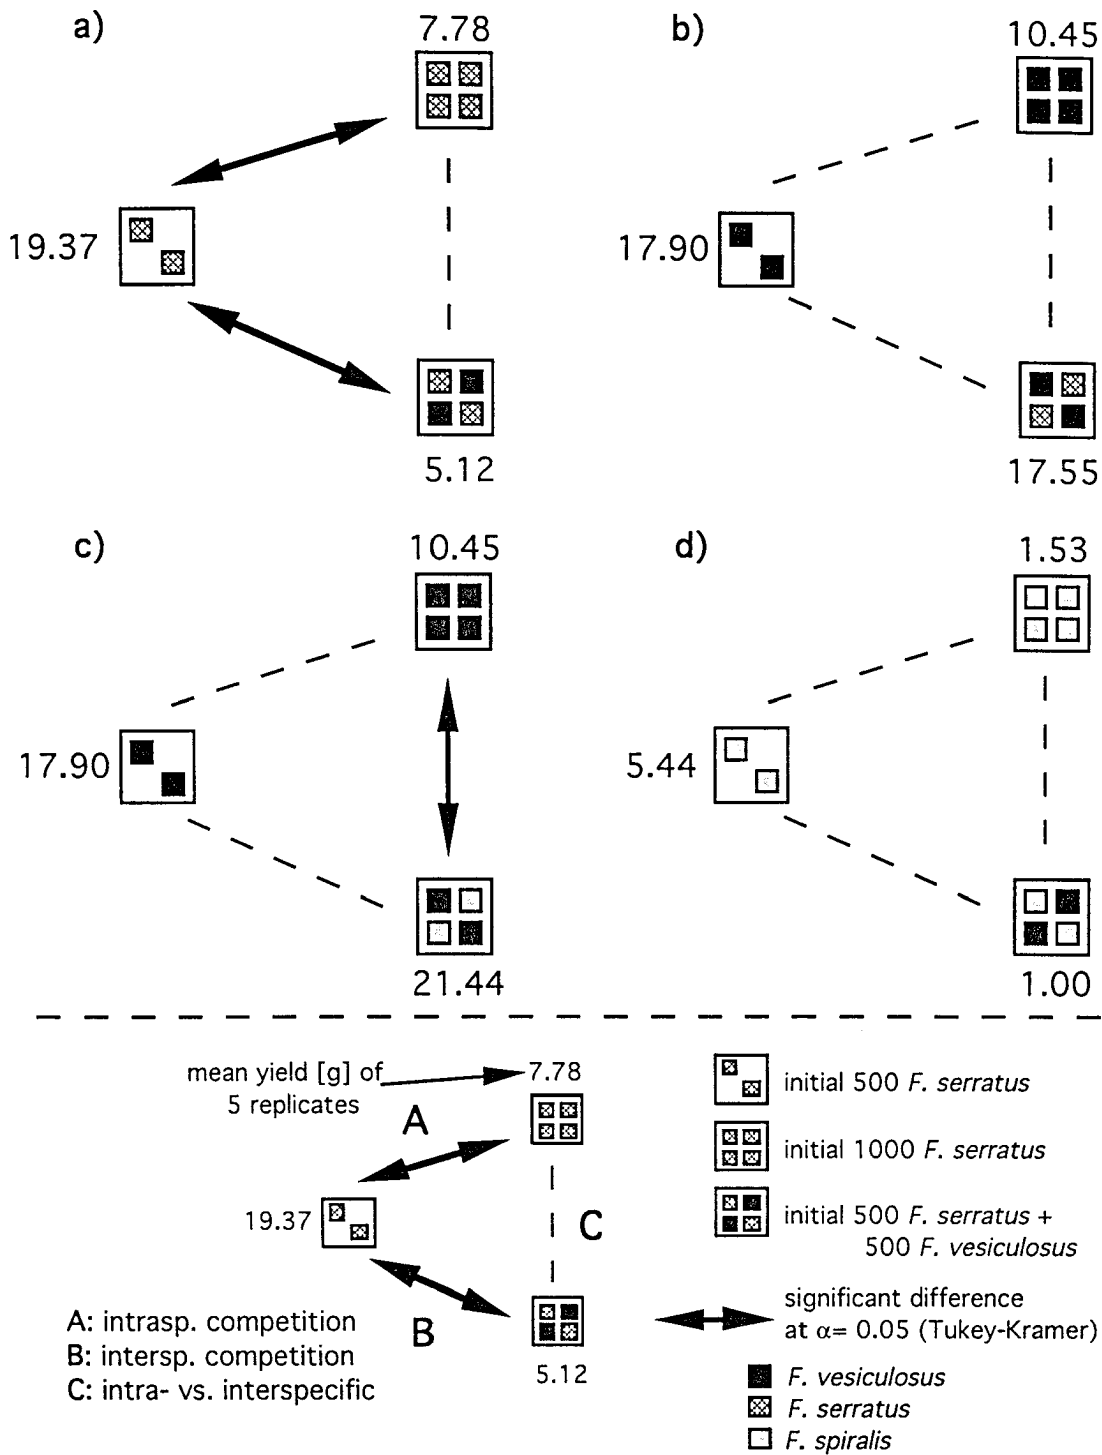 a)
7.78
19.37
5.12
b)
10.45
17.90
17.55
c)
10.45
17.90
21.44
d)
1.53
5.44
1.00
mean yield [g] of
5 replicates
7.78
A
19.37
C
B
5.12
A: intrasp. competition
B: intersp. competition
C: intra- vs. interspecific
initial 500 F. serratus
initial 1000 F. serratus
initial 500 F. serratus +
500 F. vesiculosus
significant difference
at α= 0.05 (Tukey-Kramer)
F. vesiculosus
F. serratus
F. spiralis